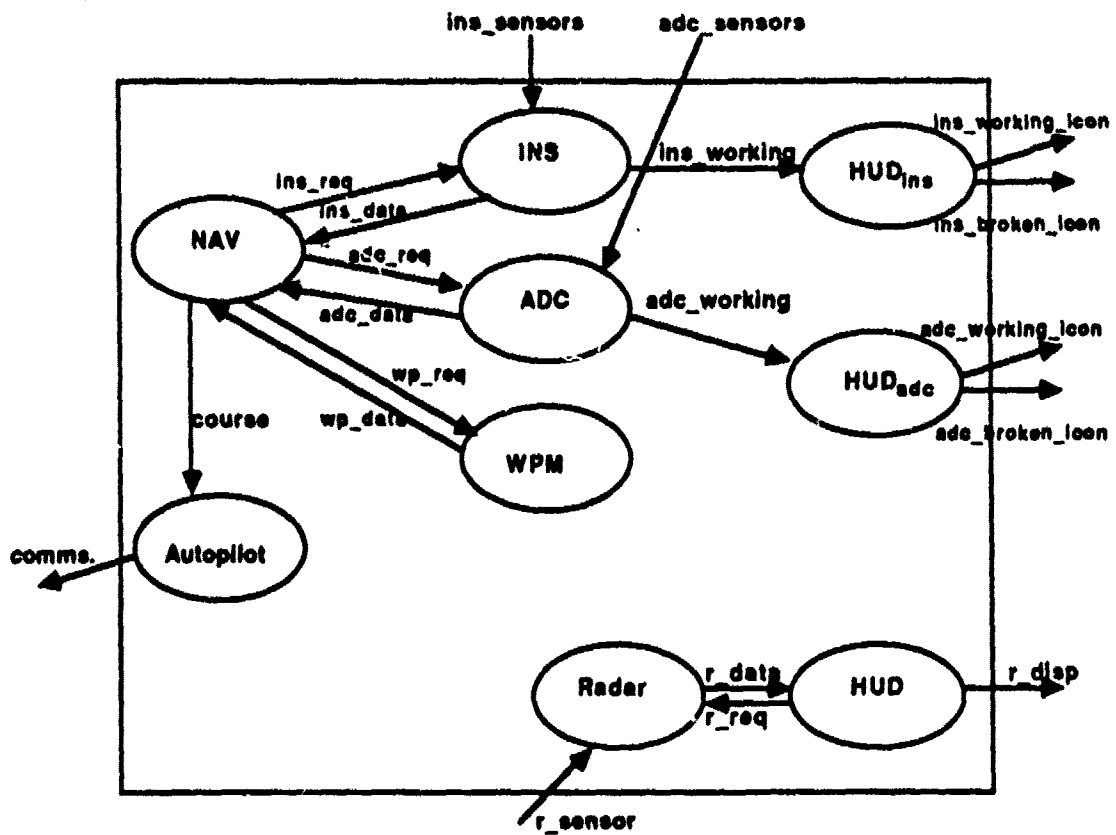 ins_sensors
adc_sensors
ins_working_icon
INS
ins_working
HUDins
ins_req
ins_data
ins_broken_icon
NAV
adc_req
ADC
adc_working
adc_data
adc_working_icon
HUDadc
wp_req
course
wp_data
adc_broken_icon
WPM
comms.
Autopilot
Radar
r_data
HUD
r_disp
r_req
r_sensor